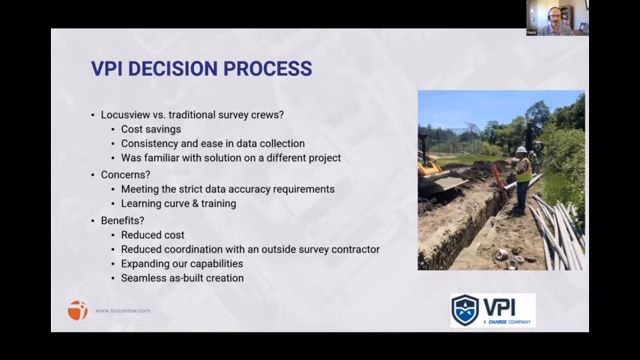 VPI DECISION PROCESS
• Locusview vs. traditional survey crews?
• Cost savings
• Consistency and ease in data collection
• Was familiar with solution on a different project
• Concerns?
• Meeting the strict data accuracy requirements
• Learning curve & training
• Benefits?
• Reduced cost
• Reduced coordination with an outside survey contractor
• Expanding our capabilities
• Seamless as-built creation
www.locusview.com
VPI
A CHARGE COMPANY